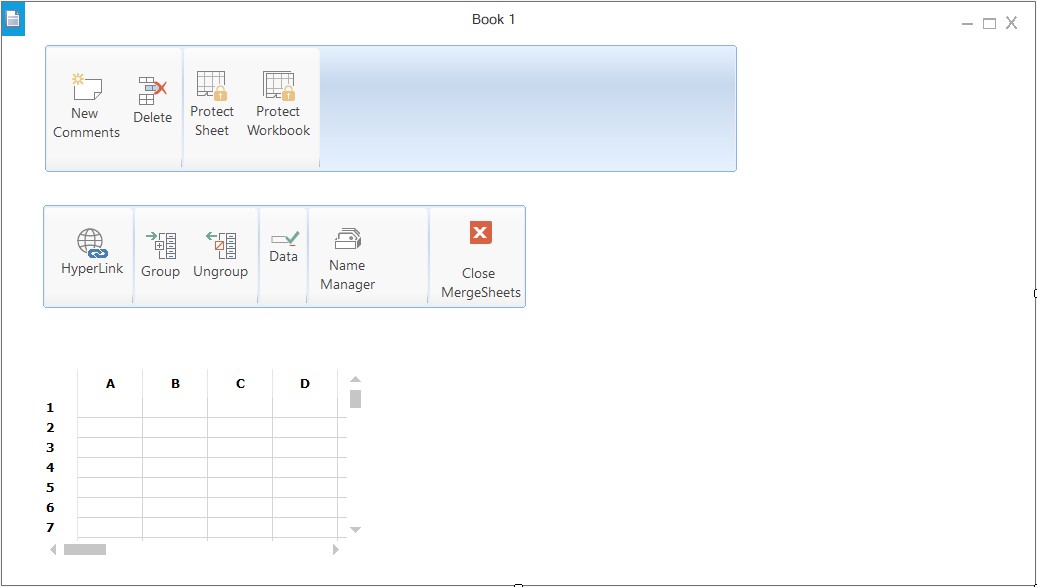 Book 1
New
Comments
Delete
Protect
Sheet
Protect
Workbook
HyperLink
Group
Ungroup
Data
Name
Manager
Close
MergeSheets
A B C D
1
2
3
4
5
6
7